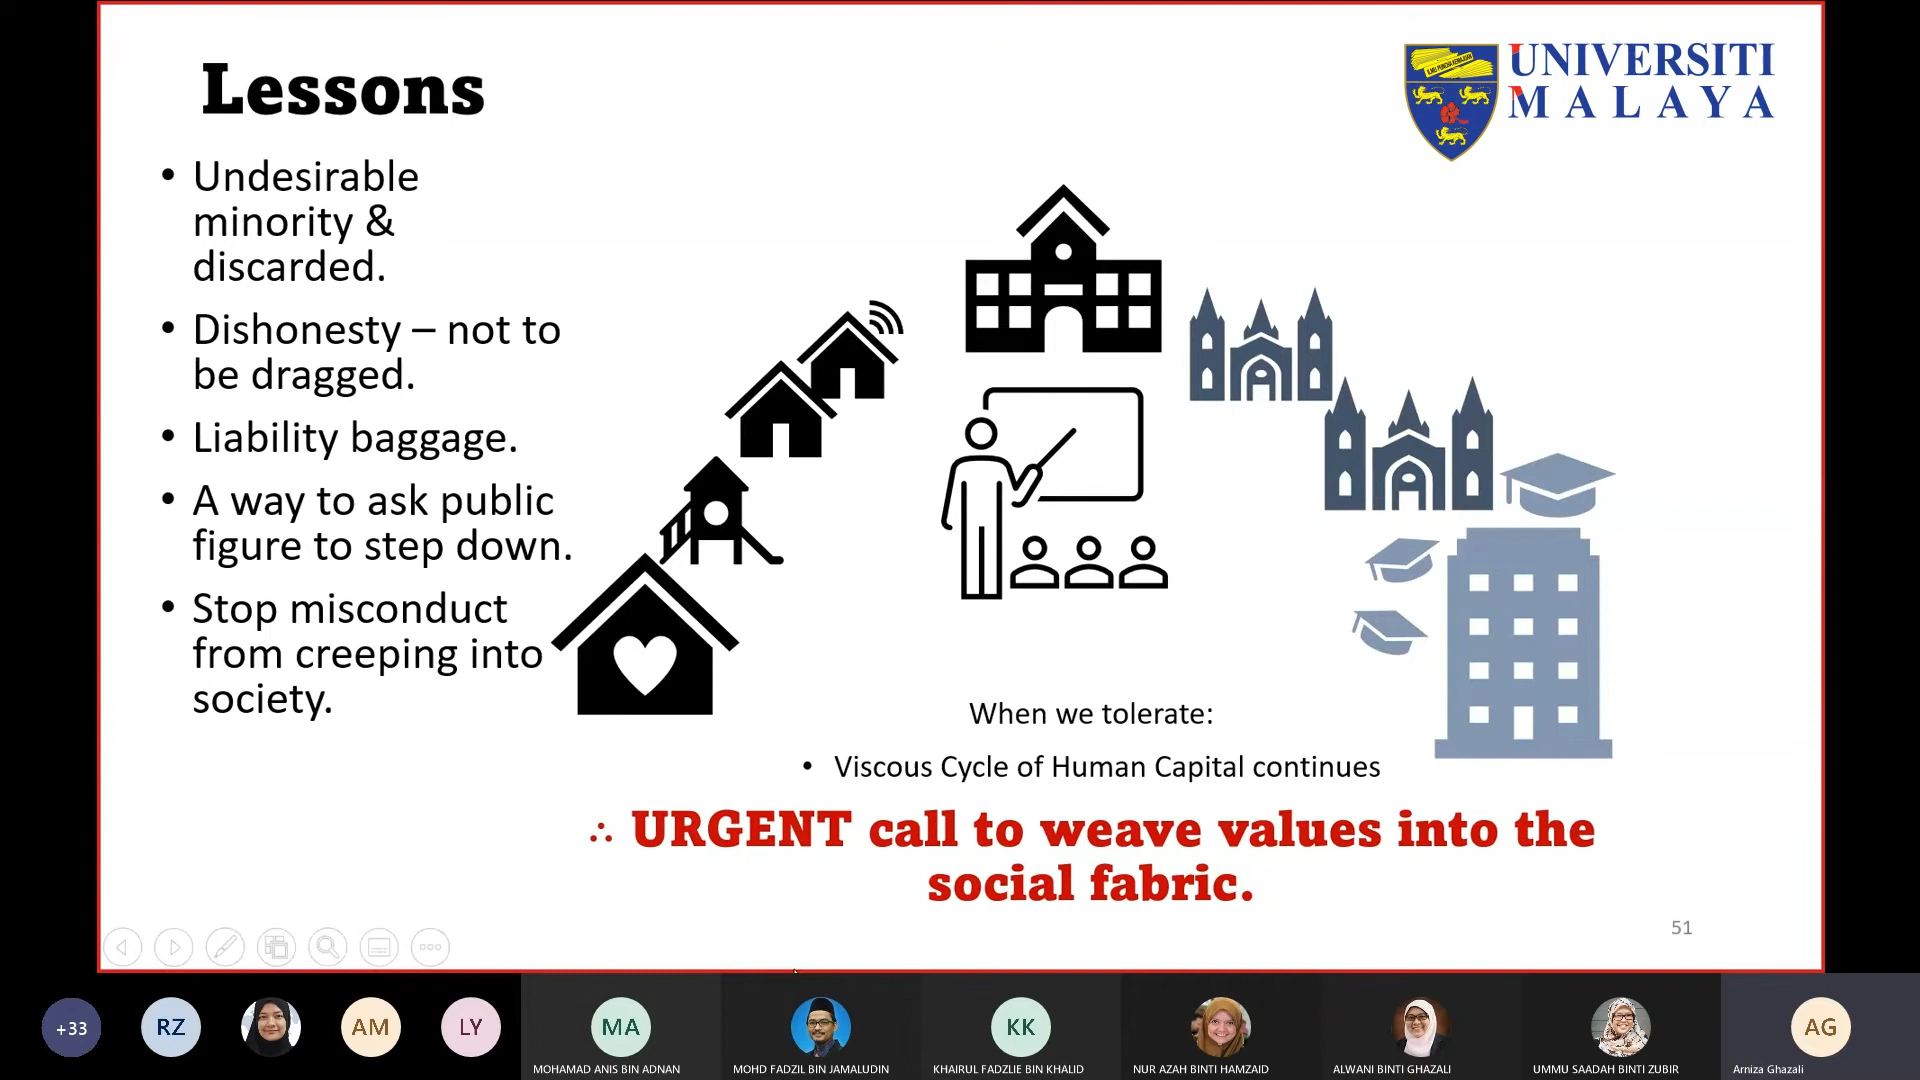 Lessons
UNIVERSITI
MALAYA
ILMU PUNCHA KEMAJUAN
• Undesirable
minority &
discarded.
• Dishonesty – not to
be dragged.
• Liability baggage.
• A way to ask public
figure to step down.
• Stop misconduct
from creeping into
society.
When we tolerate:
• Viscous Cycle of Human Capital continues
∴ URGENT call to weave values into the
social fabric.
51
+33
RZ
AM
LY
MA
KK
AG
MOHAMAD ANIS BIN ADNAN
MOHD FADZIL BIN JAMALUDIN
KHAIRUL FADZLIE BIN KHALID
NUR AZAH BINTI HAMZAID
ALWANI BINTI GHAZALI
UMMU SAADAH BINTI ZUBIR
Arniza Ghazali